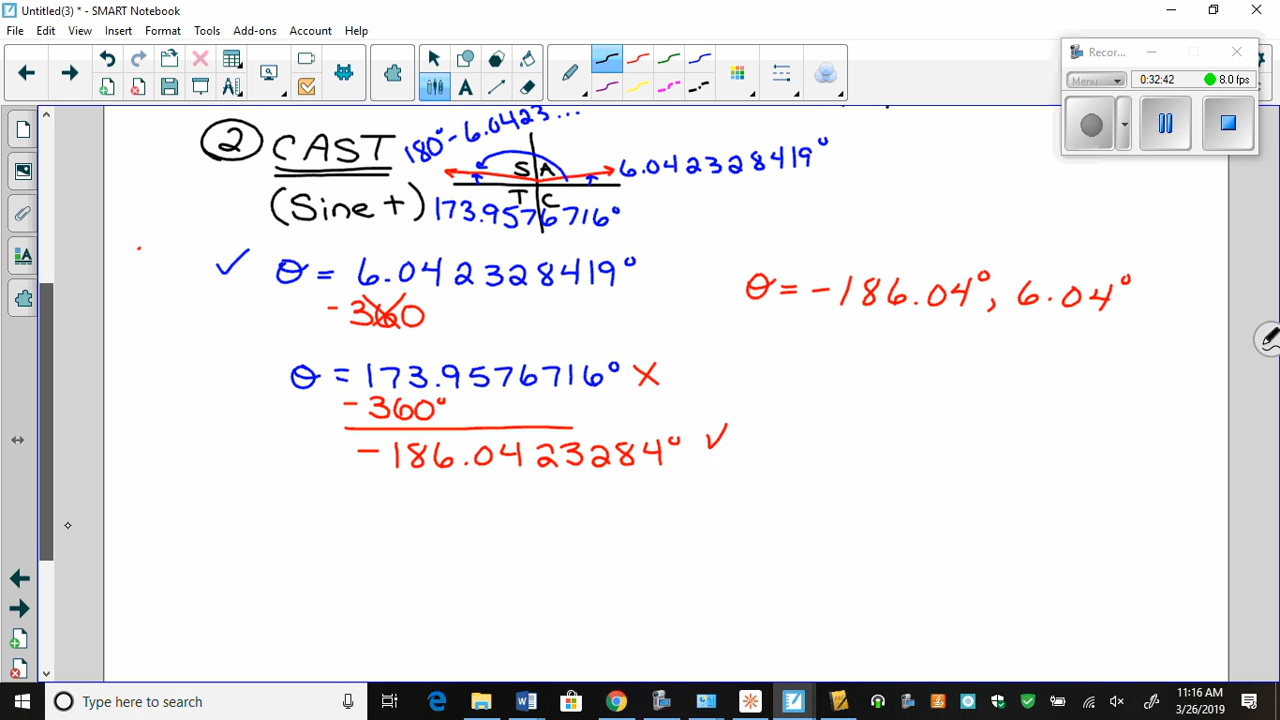 Untitled(3) * - SMART Notebook
File Edit View Insert Format Tools Add-ons Account Help
Recor...
Menu 0:32:42 8.0 fps
② CAST
(Sine +)
180° - 6.0423...
S A
T C
6.042328419°
173.9576716°
✓ θ = 6.042328419°
- 360
θ = 173.9576716° ×
- 360°
-186.0423284° ✓
θ = -186.04°, 6.04°
Type here to search
11:16 AM
3/26/2019